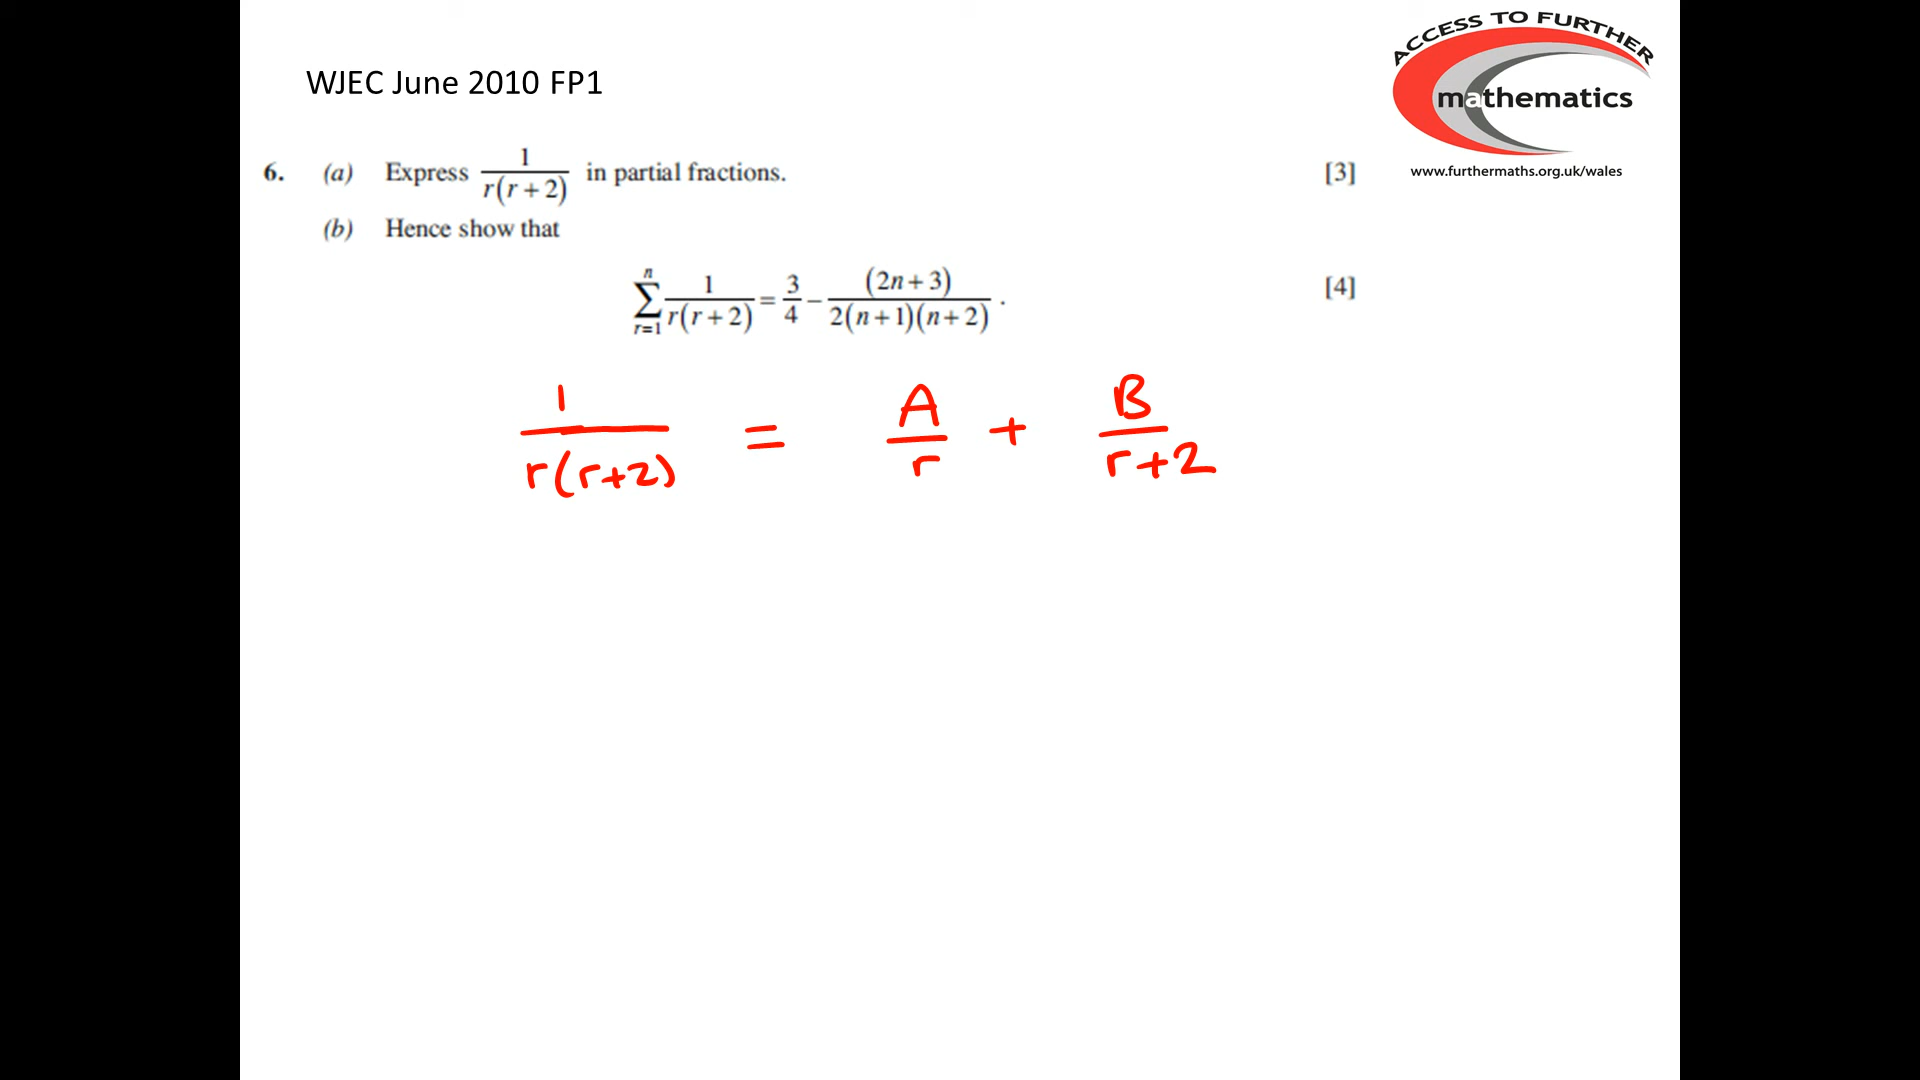 ACCESS TO FURTHER
mathematics
www.furthermaths.org.uk/wales
WJEC June 2010 FP1
6. (a) Express 1/(r(r + 2)) in partial fractions. [3]
(b) Hence show that
∑_{r=1}^{n} 1/(r(r + 2)) = 3/4 − (2n + 3)/(2(n + 1)(n + 2)) . [4]
1/(r(r+2)) = A/r + B/(r+2)